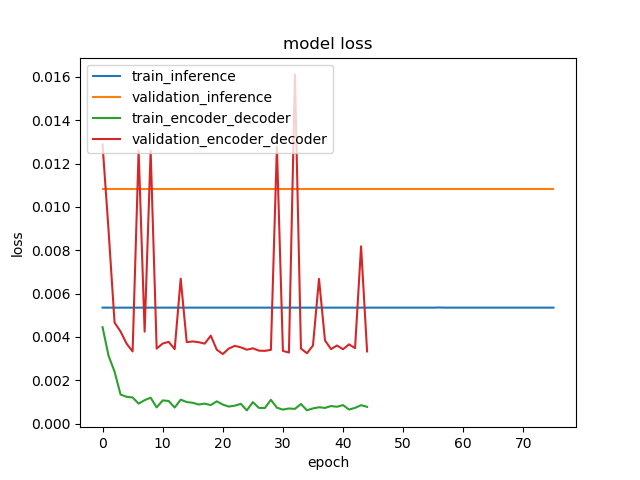 model loss
train_inference
validation_inference
train_encoder_decoder
validation_encoder_decoder
0.016
0.014
0.012
0.010
0.008
0.006
0.004
0.002
0.000
loss
0 10 20 30 40 50 60 70
epoch